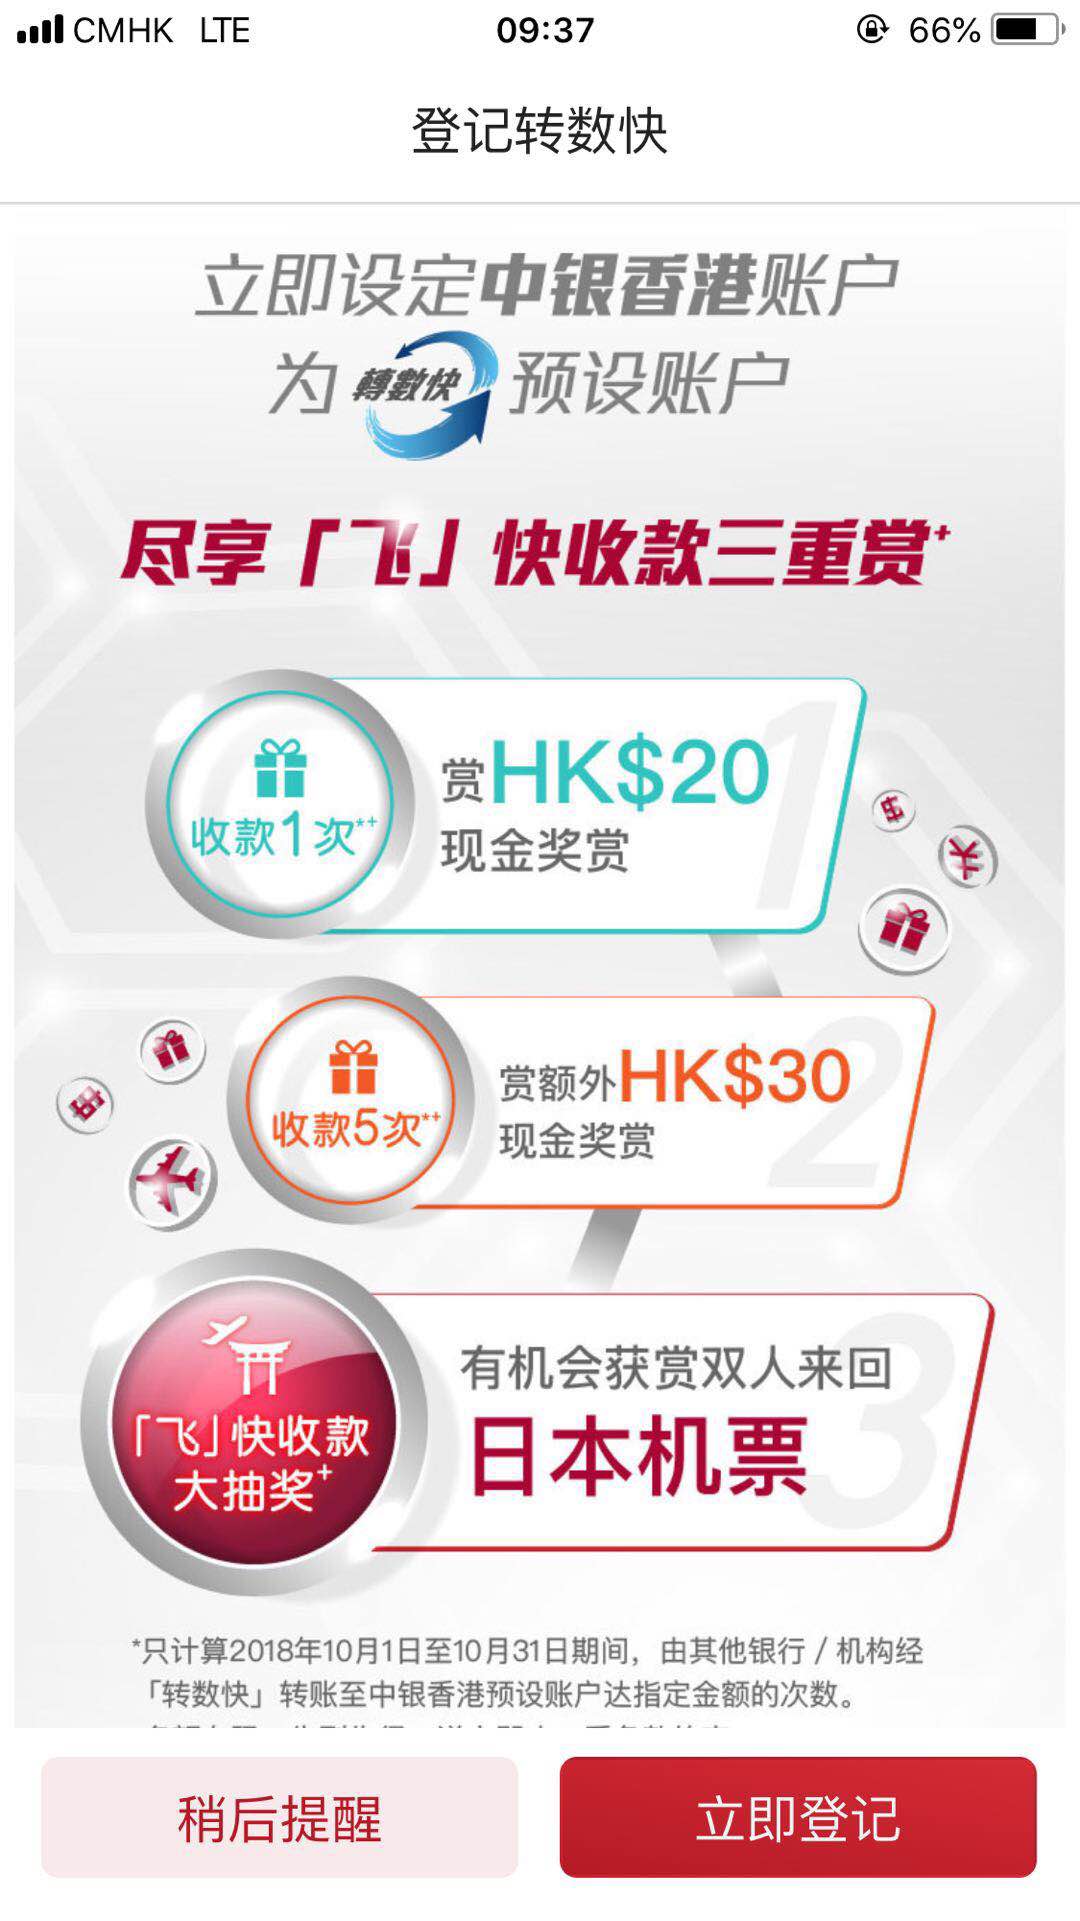 CMHK LTE 09:37 66%
登记转数快
立即设定中银香港账户
为 轉數快 预设账户
尽享「飞」快收款三重赏+
1
收款1次*+
赏HK$20
现金奖赏
2
收款5次*+
赏额外HK$30
现金奖赏
3
「飞」快收款
大抽奖+
有机会获赏双人来回
日本机票
*只计算2018年10月1日至10月31日期间，由其他银行 / 机构经
「转数快」转账至中银香港预设账户达指定金额的次数。
稍后提醒
立即登记